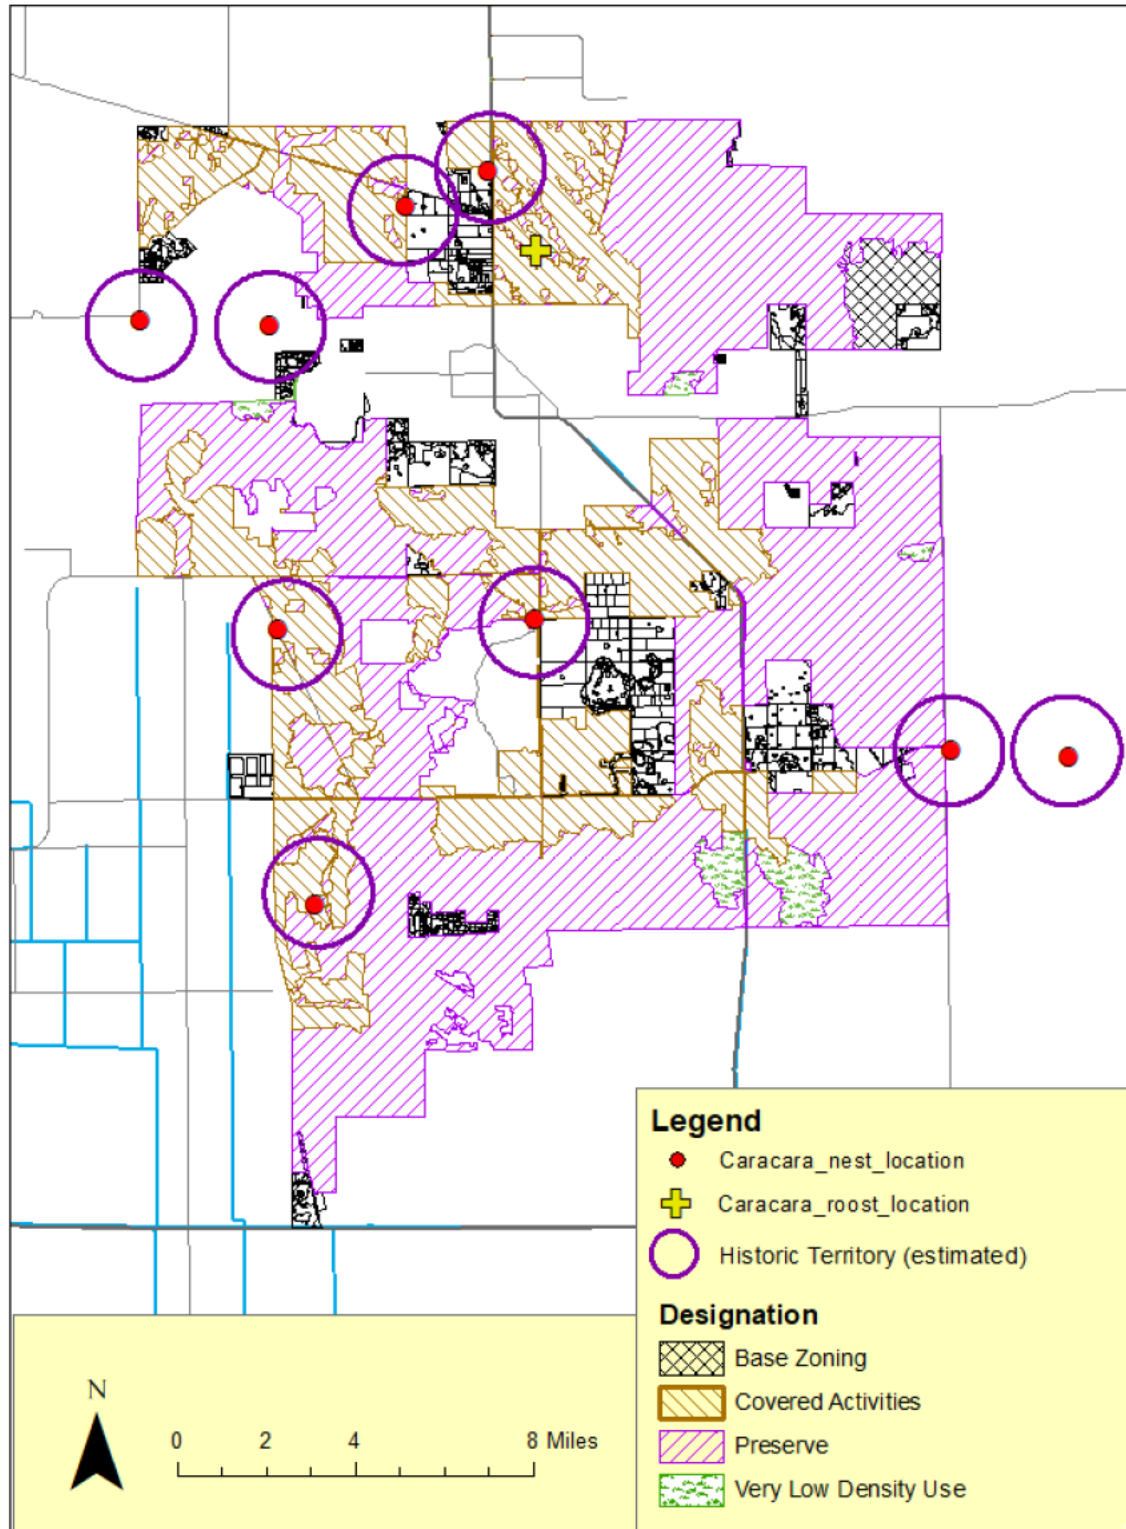 Legend
Caracara_nest_location
Caracara_roost_location
Historic Territory (estimated)
Designation
Base Zoning
Covered Activities
Preserve
Very Low Density Use
N
0 2 4 8 Miles